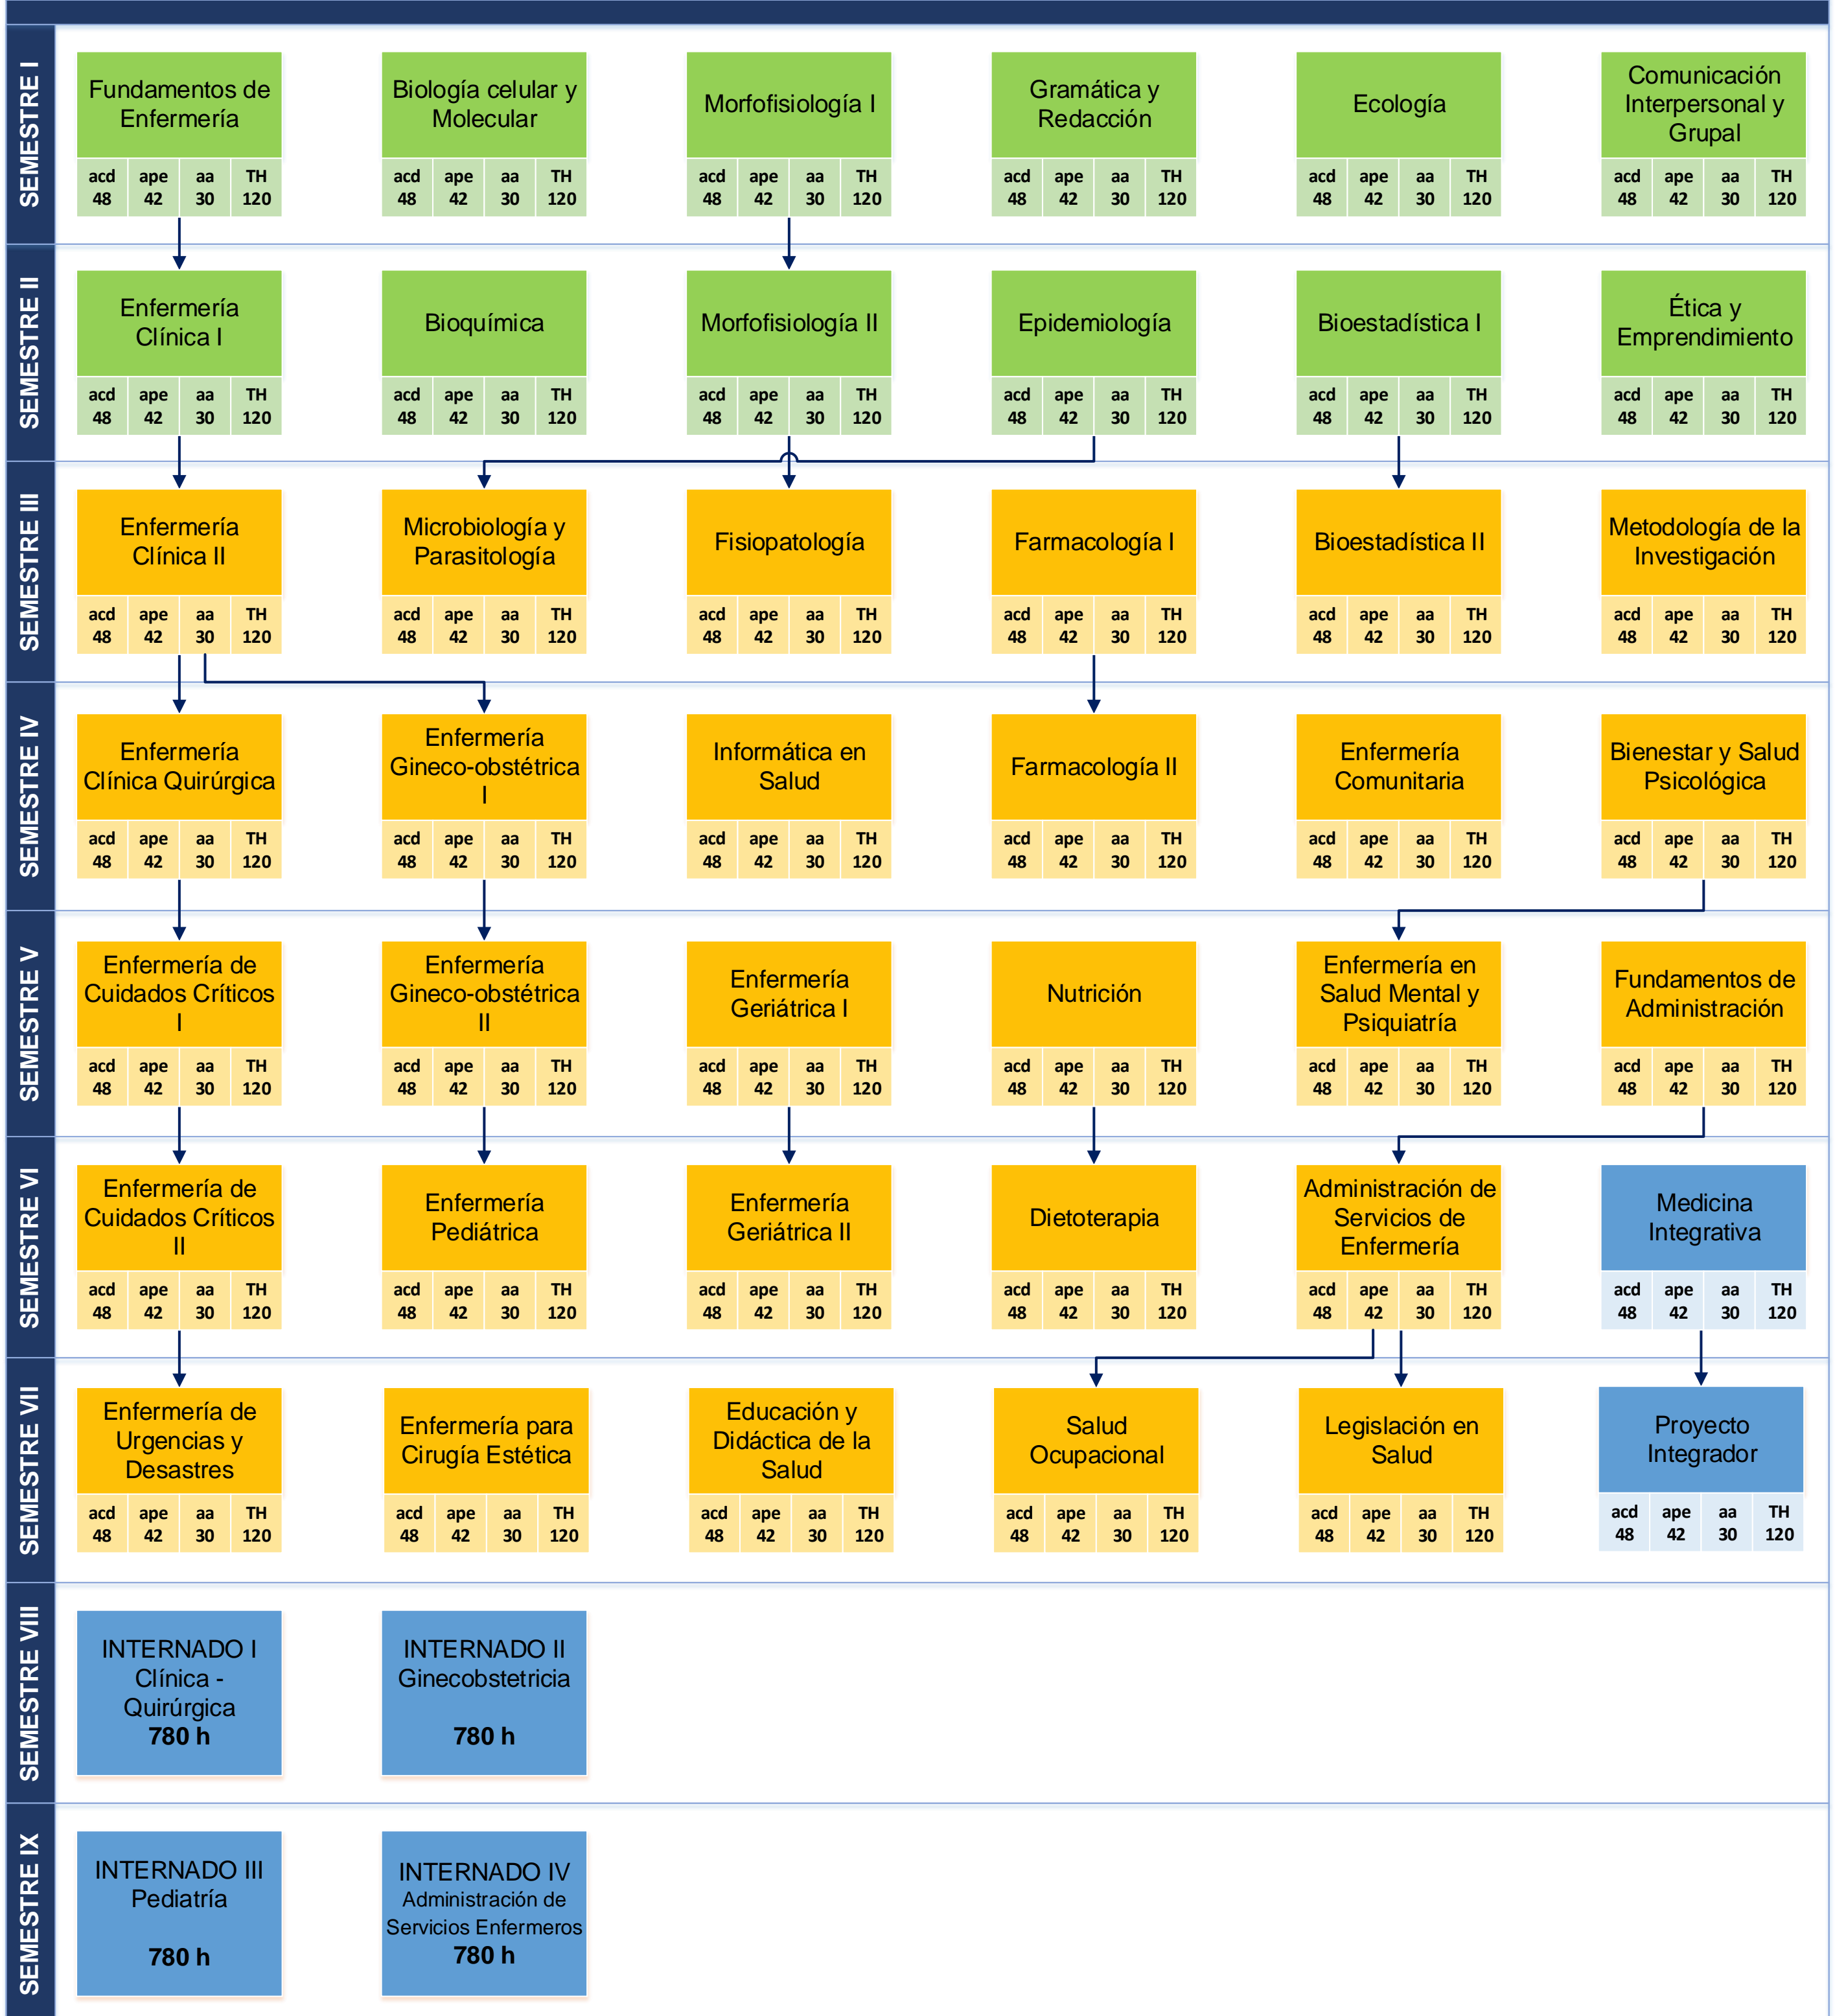 SEMESTRE I
Fundamentos de
Enfermería
acd ape aa TH
48 42 30 120
Biología celular y
Molecular
acd ape aa TH
48 42 30 120
Morfofisiología I
acd ape aa TH
48 42 30 120
Gramática y
Redacción
acd ape aa TH
48 42 30 120
Ecología
acd ape aa TH
48 42 30 120
Comunicación
Interpersonal y
Grupal
acd ape aa TH
48 42 30 120
SEMESTRE II
Enfermería
Clínica I
acd ape aa TH
48 42 30 120
Bioquímica
acd ape aa TH
48 42 30 120
Morfofisiología II
acd ape aa TH
48 42 30 120
Epidemiología
acd ape aa TH
48 42 30 120
Bioestadística I
acd ape aa TH
48 42 30 120
Ética y
Emprendimiento
acd ape aa TH
48 42 30 120
SEMESTRE III
Enfermería
Clínica II
acd ape aa TH
48 42 30 120
Microbiología y
Parasitología
acd ape aa TH
48 42 30 120
Fisiopatología
acd ape aa TH
48 42 30 120
Farmacología I
acd ape aa TH
48 42 30 120
Bioestadística II
acd ape aa TH
48 42 30 120
Metodología de la
Investigación
acd ape aa TH
48 42 30 120
SEMESTRE IV
Enfermería
Clínica Quirúrgica
acd ape aa TH
48 42 30 120
Enfermería
Gineco-obstétrica
I
acd ape aa TH
48 42 30 120
Informática en
Salud
acd ape aa TH
48 42 30 120
Farmacología II
acd ape aa TH
48 42 30 120
Enfermería
Comunitaria
acd ape aa TH
48 42 30 120
Bienestar y Salud
Psicológica
acd ape aa TH
48 42 30 120
SEMESTRE V
Enfermería de
Cuidados Críticos
I
acd ape aa TH
48 42 30 120
Enfermería
Gineco-obstétrica
II
acd ape aa TH
48 42 30 120
Enfermería
Geriátrica I
acd ape aa TH
48 42 30 120
Nutrición
acd ape aa TH
48 42 30 120
Enfermería en
Salud Mental y
Psiquiatría
acd ape aa TH
48 42 30 120
Fundamentos de
Administración
acd ape aa TH
48 42 30 120
SEMESTRE VI
Enfermería de
Cuidados Críticos
II
acd ape aa TH
48 42 30 120
Enfermería
Pediátrica
acd ape aa TH
48 42 30 120
Enfermería
Geriátrica II
acd ape aa TH
48 42 30 120
Dietoterapia
acd ape aa TH
48 42 30 120
Administración de
Servicios de
Enfermería
acd ape aa TH
48 42 30 120
Medicina
Integrativa
acd ape aa TH
48 42 30 120
SEMESTRE VII
Enfermería de
Urgencias y
Desastres
acd ape aa TH
48 42 30 120
Enfermería para
Cirugía Estética
acd ape aa TH
48 42 30 120
Educación y
Didáctica de la
Salud
acd ape aa TH
48 42 30 120
Salud
Ocupacional
acd ape aa TH
48 42 30 120
Legislación en
Salud
acd ape aa TH
48 42 30 120
Proyecto
Integrador
acd ape aa TH
48 42 30 120
SEMESTRE VIII
INTERNADO I
Clínica -
Quirúrgica
780 h
INTERNADO II
Ginecobstetricia
780 h
SEMESTRE IX
INTERNADO III
Pediatría
780 h
INTERNADO IV
Administración de
Servicios Enfermeros
780 h